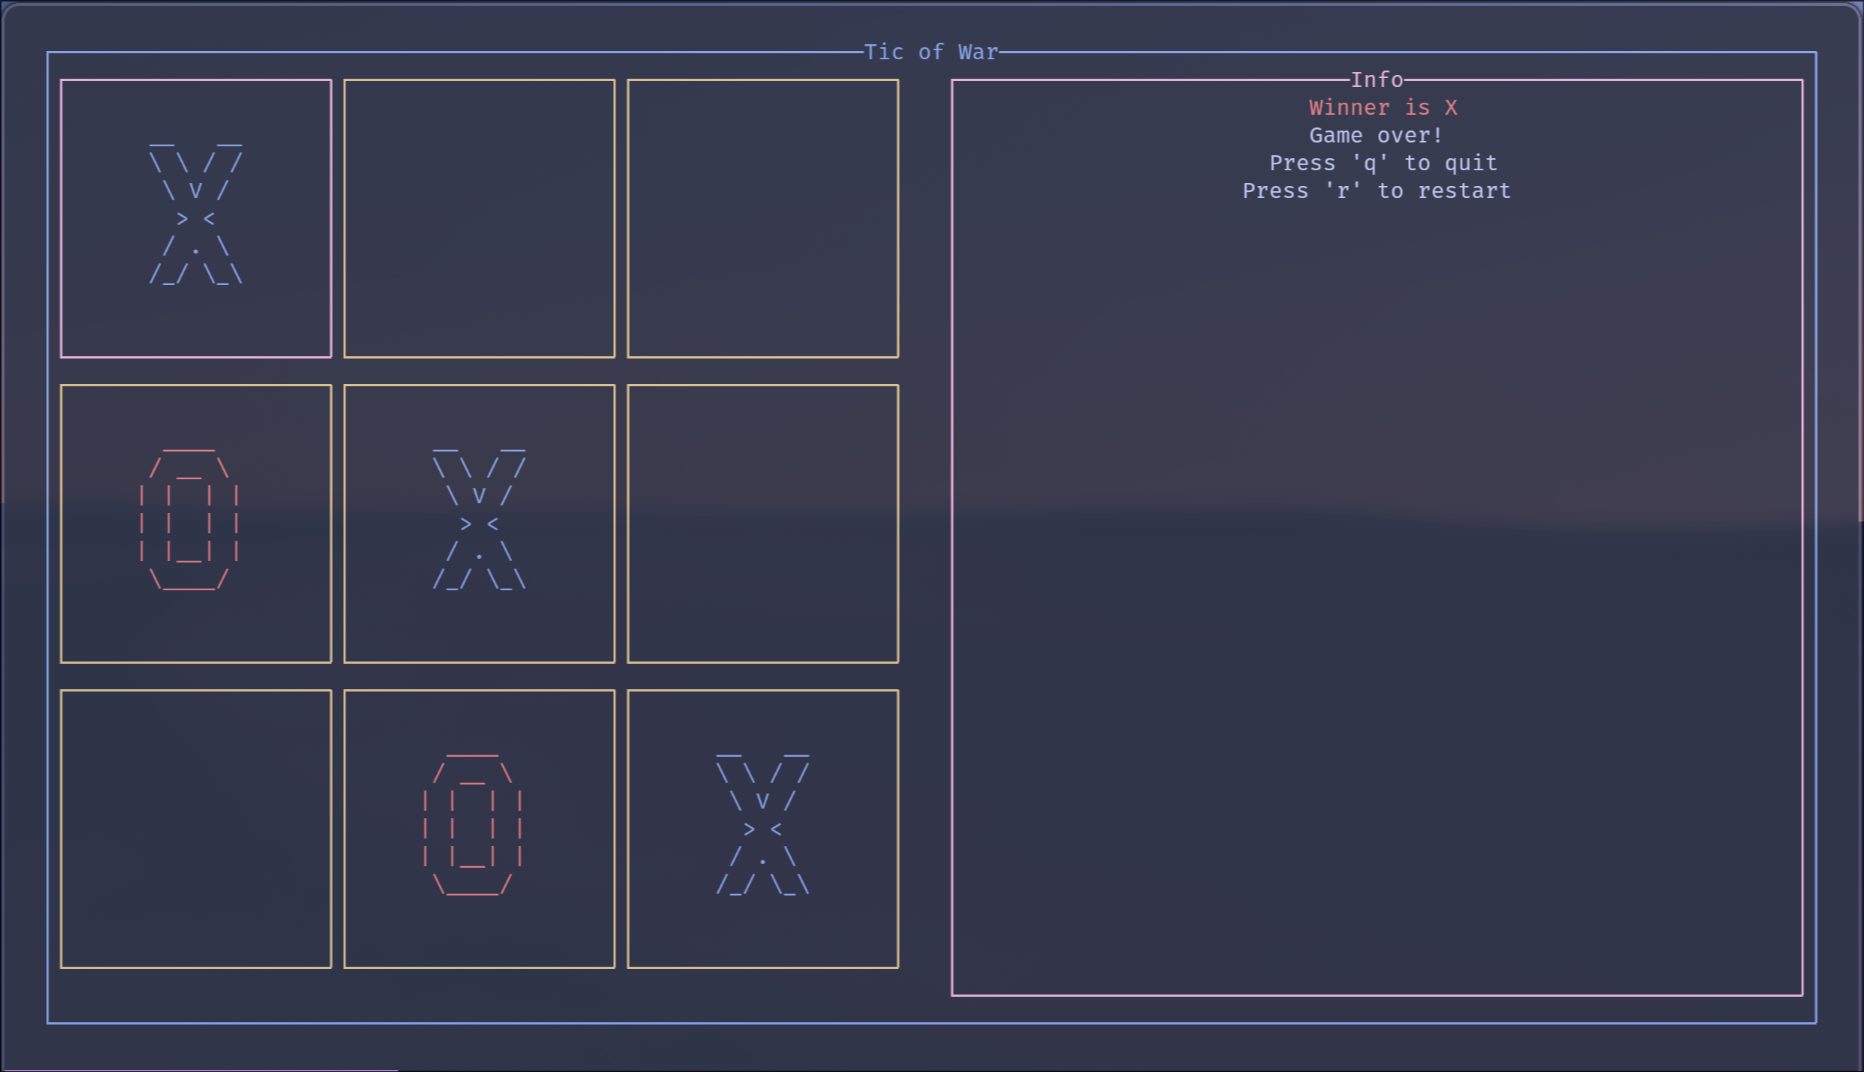 Tic of War
Info
Winner is X
Game over!
Press 'q' to quit
Press 'r' to restart
X
O
X
O
X